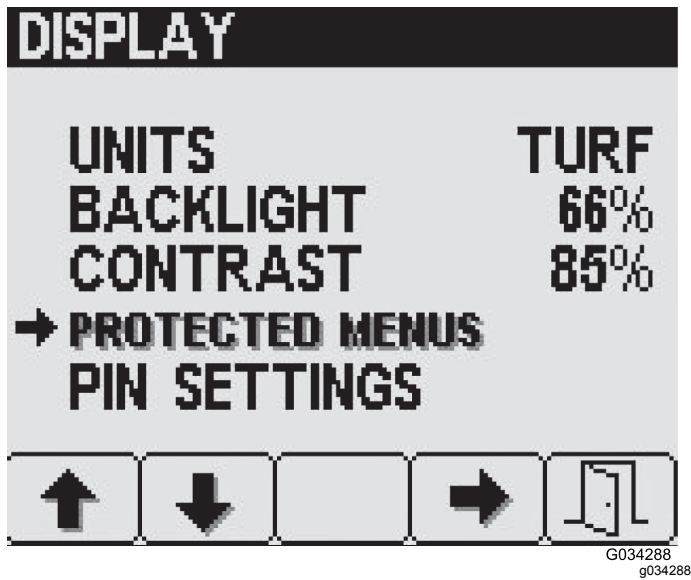 DISPLAY
UNITS TURF
BACKLIGHT 66%
CONTRAST 85%
PROTECTED MENUS
PIN SETTINGS
G034288
g034288